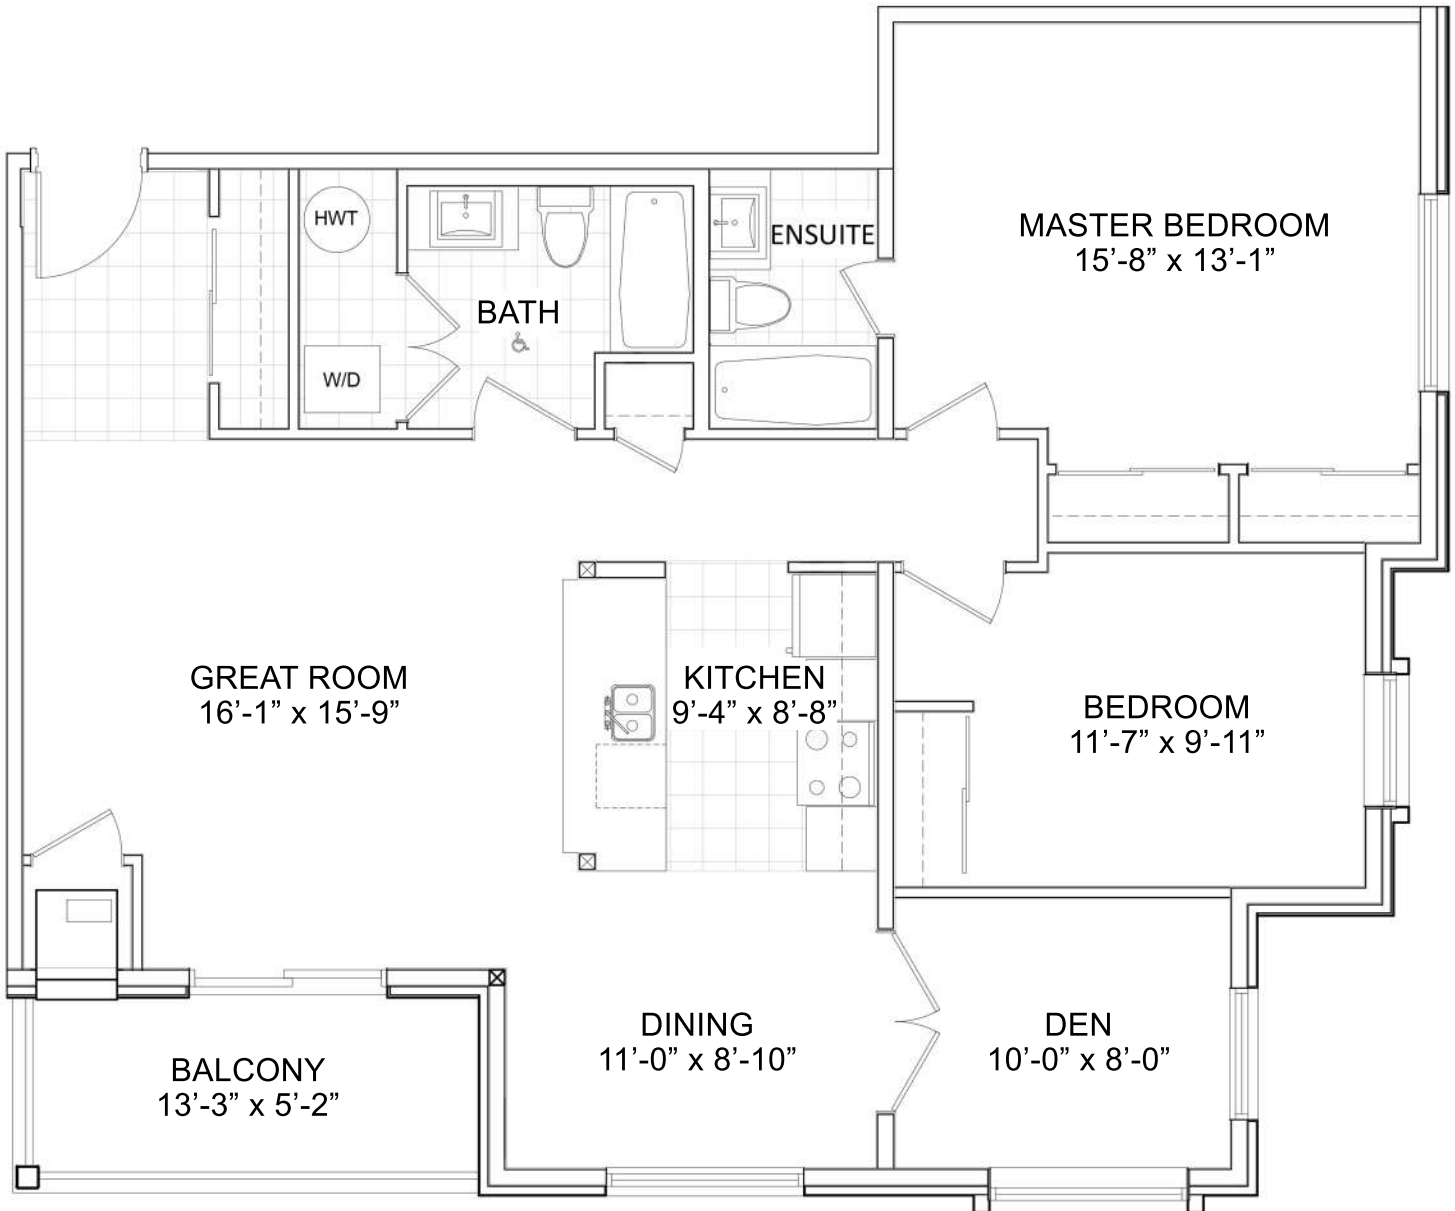 HWT
W/D
BATH
ENSUITE
MASTER BEDROOM
15’-8” x 13’-1”
GREAT ROOM
16’-1” x 15’-9”
KITCHEN
9’-4” x 8’-8”
BEDROOM
11’-7” x 9’-11”
BALCONY
13’-3” x 5’-2”
DINING
11’-0” x 8’-10”
DEN
10’-0” x 8’-0”